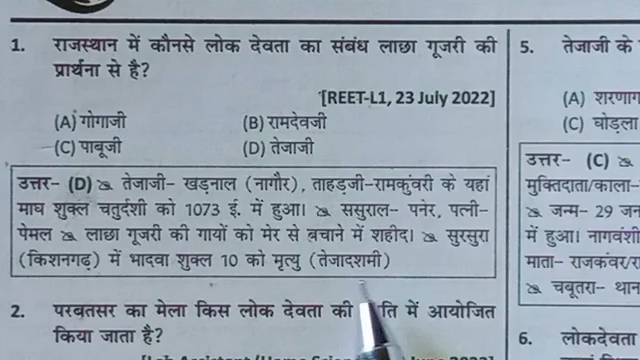 1. राजस्थान में कौनसे लोक देवता का संबंध लाछा गूजरी की
प्रार्थना से है?
[REET-L1, 23 July 2022]
(A) गोगाजी (B) रामदेवजी
(C) पाबूजी (D) तेजाजी
उत्तर- (D) तेजाजी- खड़नाल (नागौर), ताहड़जी-रामकुंवरी के यहां
माघ शुक्ल चतुर्दशी को 1073 ई. में हुआ। ससुराल- पनेर, पत्नी-
पेमल लाछा गूजरी की गायों को मेर से बचाने में शहीद। सुरसुरा
(किशनगढ़) में भादवा शुक्ल 10 को मृत्यु (तेजादशमी)
2. परबतसर का मेला किस लोक देवता की ति में आयोजित
किया जाता है?
5. तेजाजी के
(A) शरणाग
(C) घोड़ला
उत्तर- (C)
मुक्तिदाता/काला-
जन्म- 29 जन
में हुआ। नागवंशी
माता- राजकंवर/रा
चबूतरा- थान
6. लोकदेवता